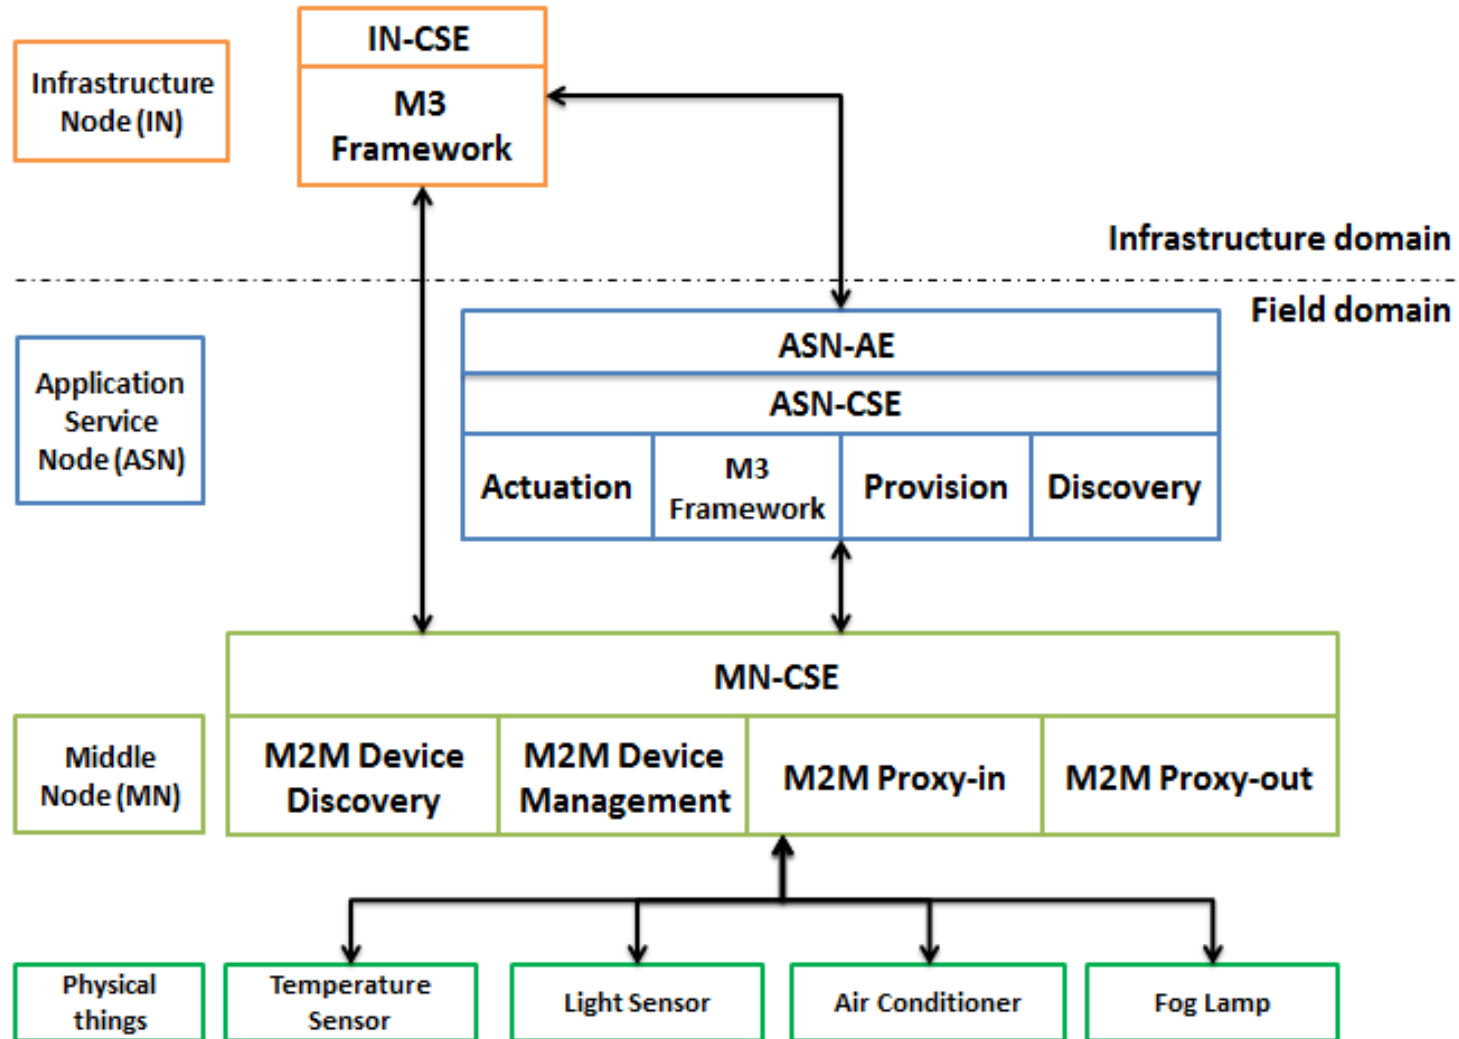 Infrastructure
Node (IN)
IN-CSE
M3
Framework
Infrastructure domain
Field domain
Application
Service
Node (ASN)
ASN-AE
ASN-CSE
Actuation
M3
Framework
Provision
Discovery
Middle
Node (MN)
MN-CSE
M2M Device
Discovery
M2M Device
Management
M2M Proxy-in
M2M Proxy-out
Physical
things
Temperature
Sensor
Light Sensor
Air Conditioner
Fog Lamp